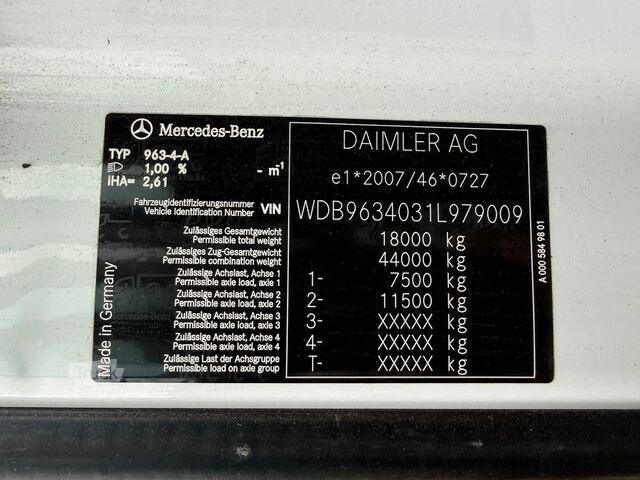 Mercedes-Benz
DAIMLER AG
TYP 963-4-A
1,00 % - m⁻¹
iHA= 2,61
e1*2007/46*0727
Fahrzeugidentifizierungsnummer
Vehicle Identification Number VIN WDB9634031L979009
Zulässiges Gesamtgewicht
Permissible total weight 18000 kg
Zulässiges Zug-Gesamtgewicht
Permissible combination weight 44000 kg
Zulässige Achslast, Achse 1
Permissible axle load, axle 1 1- 7500 kg
Zulässige Achslast, Achse 2
Permissible axle load, axle 2 2- 11500 kg
Zulässige Achslast, Achse 3
Permissible axle load, axle 3 3- XXXXX kg
Zulässige Achslast, Achse 4
Permissible axle load, axle 4 4- XXXXX kg
Zulässige Last der Achsgruppe
Permissible load on axle group T- XXXXX kg
Made in Germany
A 000 584 98 01